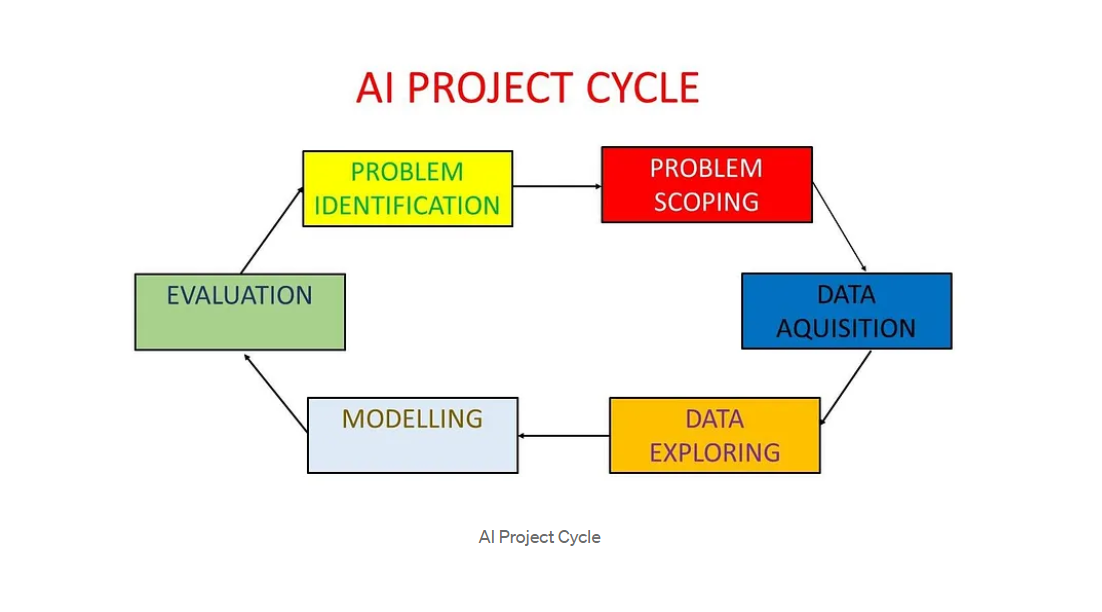 AI PROJECT CYCLE
PROBLEM
IDENTIFICATION
PROBLEM
SCOPING
DATA
AQUISITION
DATA
EXPLORING
MODELLING
EVALUATION
AI Project Cycle